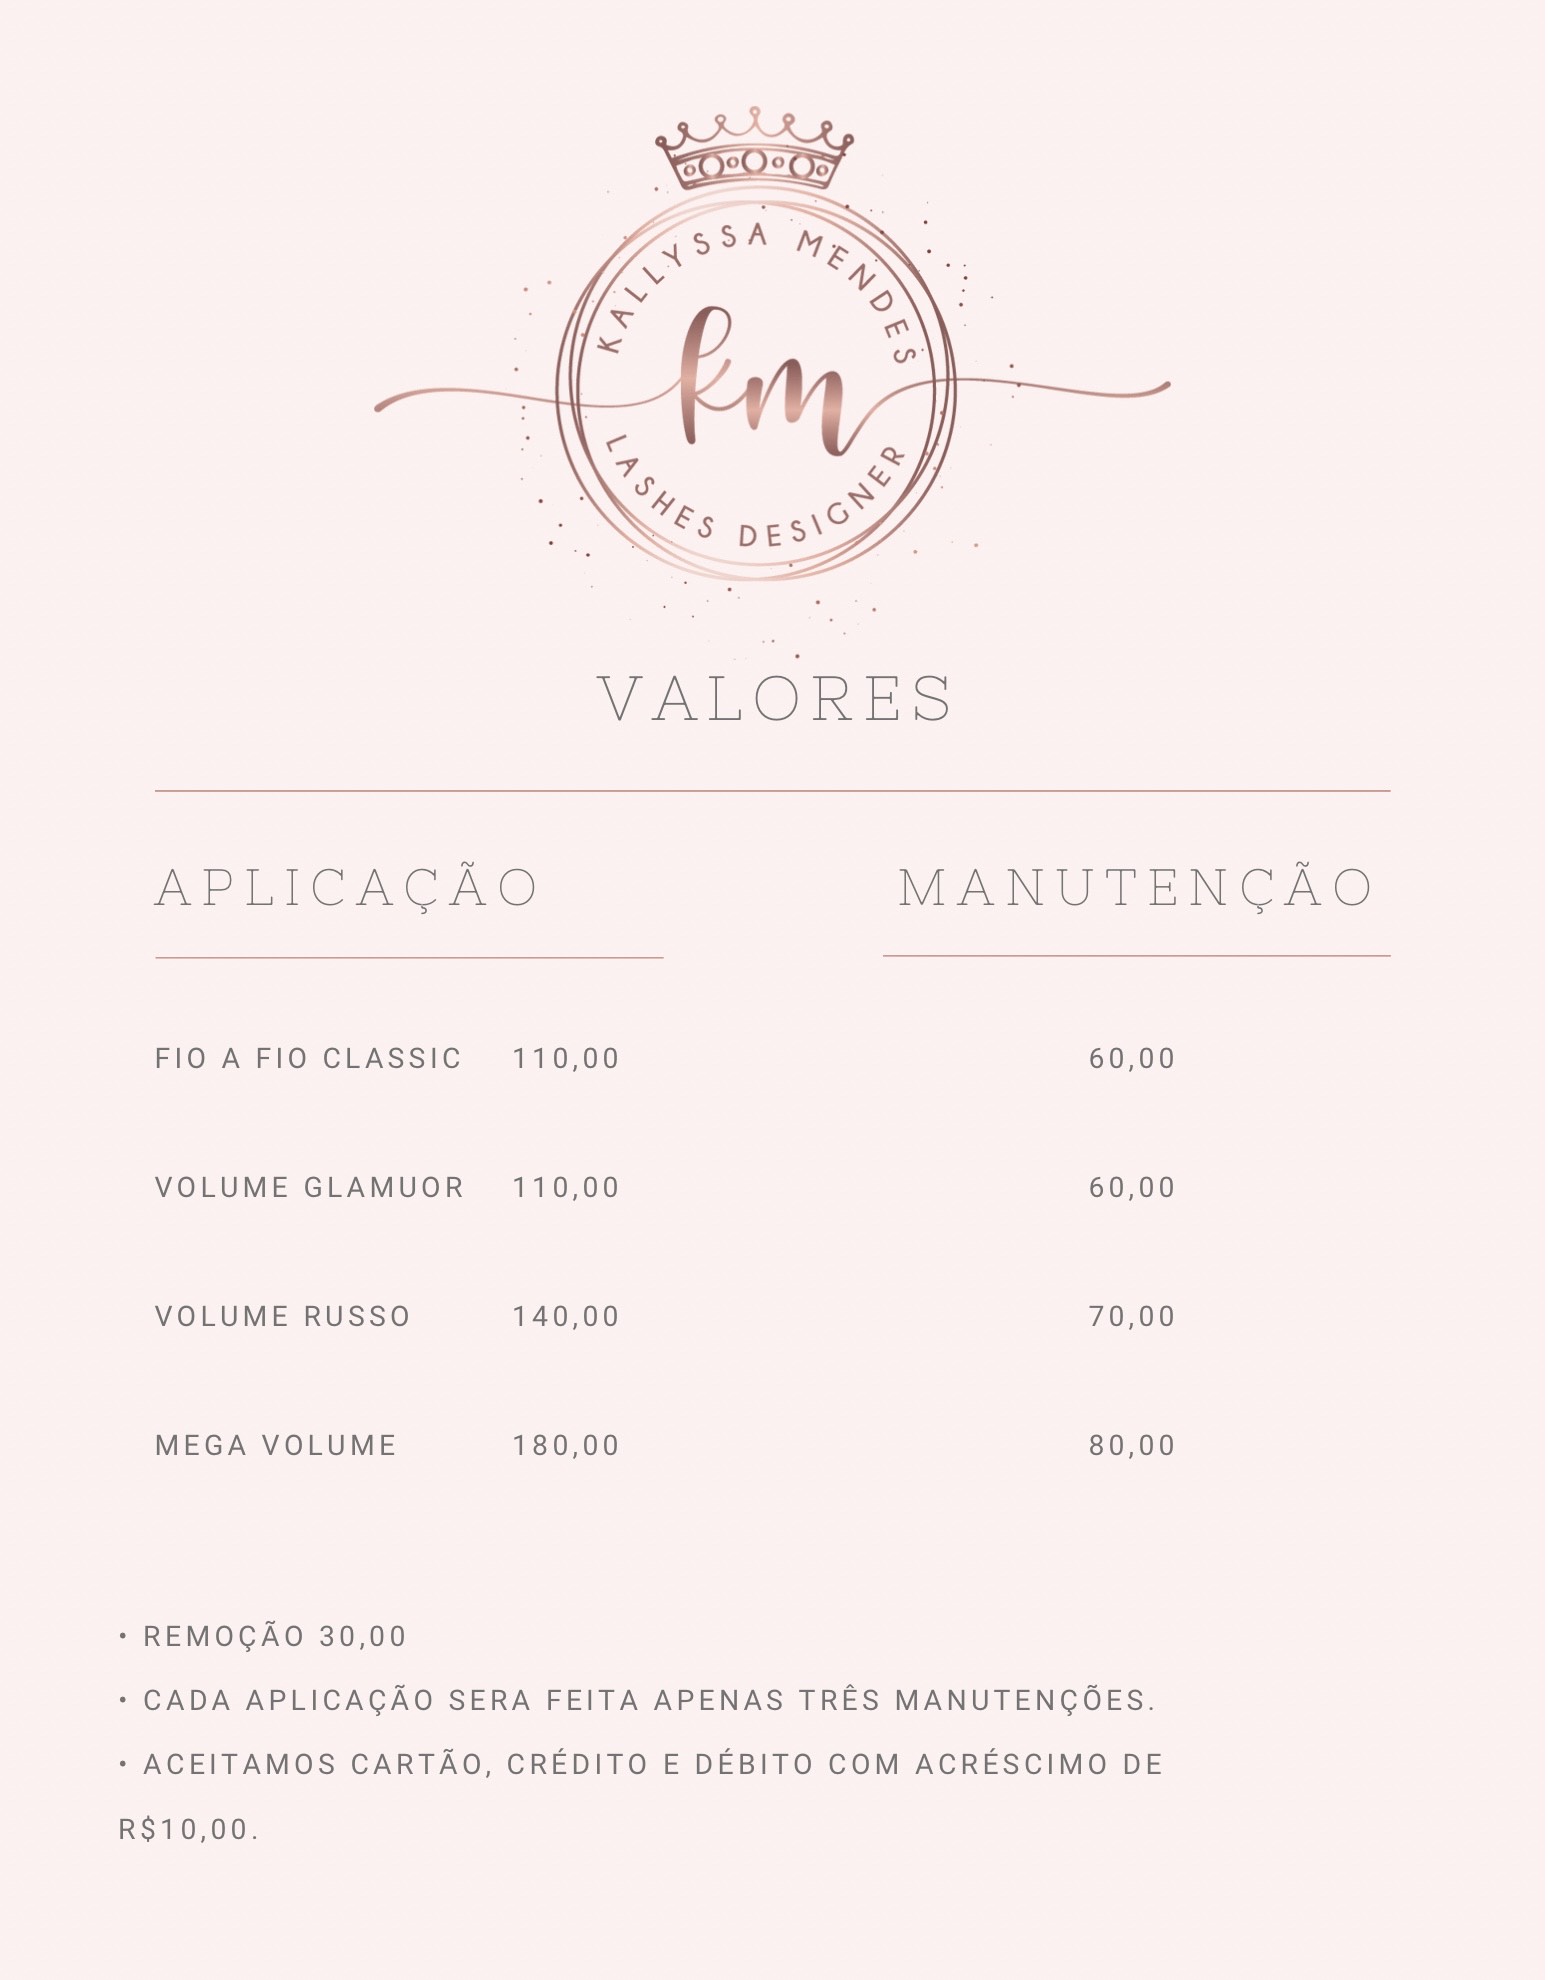 KALLYSSA MENDES
km
LASHES DESIGNER
VALORES
APLICAÇÃO MANUTENÇÃO
FIO A FIO CLASSIC 110,00 60,00
VOLUME GLAMUOR 110,00 60,00
VOLUME RUSSO 140,00 70,00
MEGA VOLUME 180,00 80,00
• REMOÇÃO 30,00
• CADA APLICAÇÃO SERA FEITA APENAS TRÊS MANUTENÇÕES.
• ACEITAMOS CARTÃO, CRÉDITO E DÉBITO COM ACRÉSCIMO DE
R$10,00.